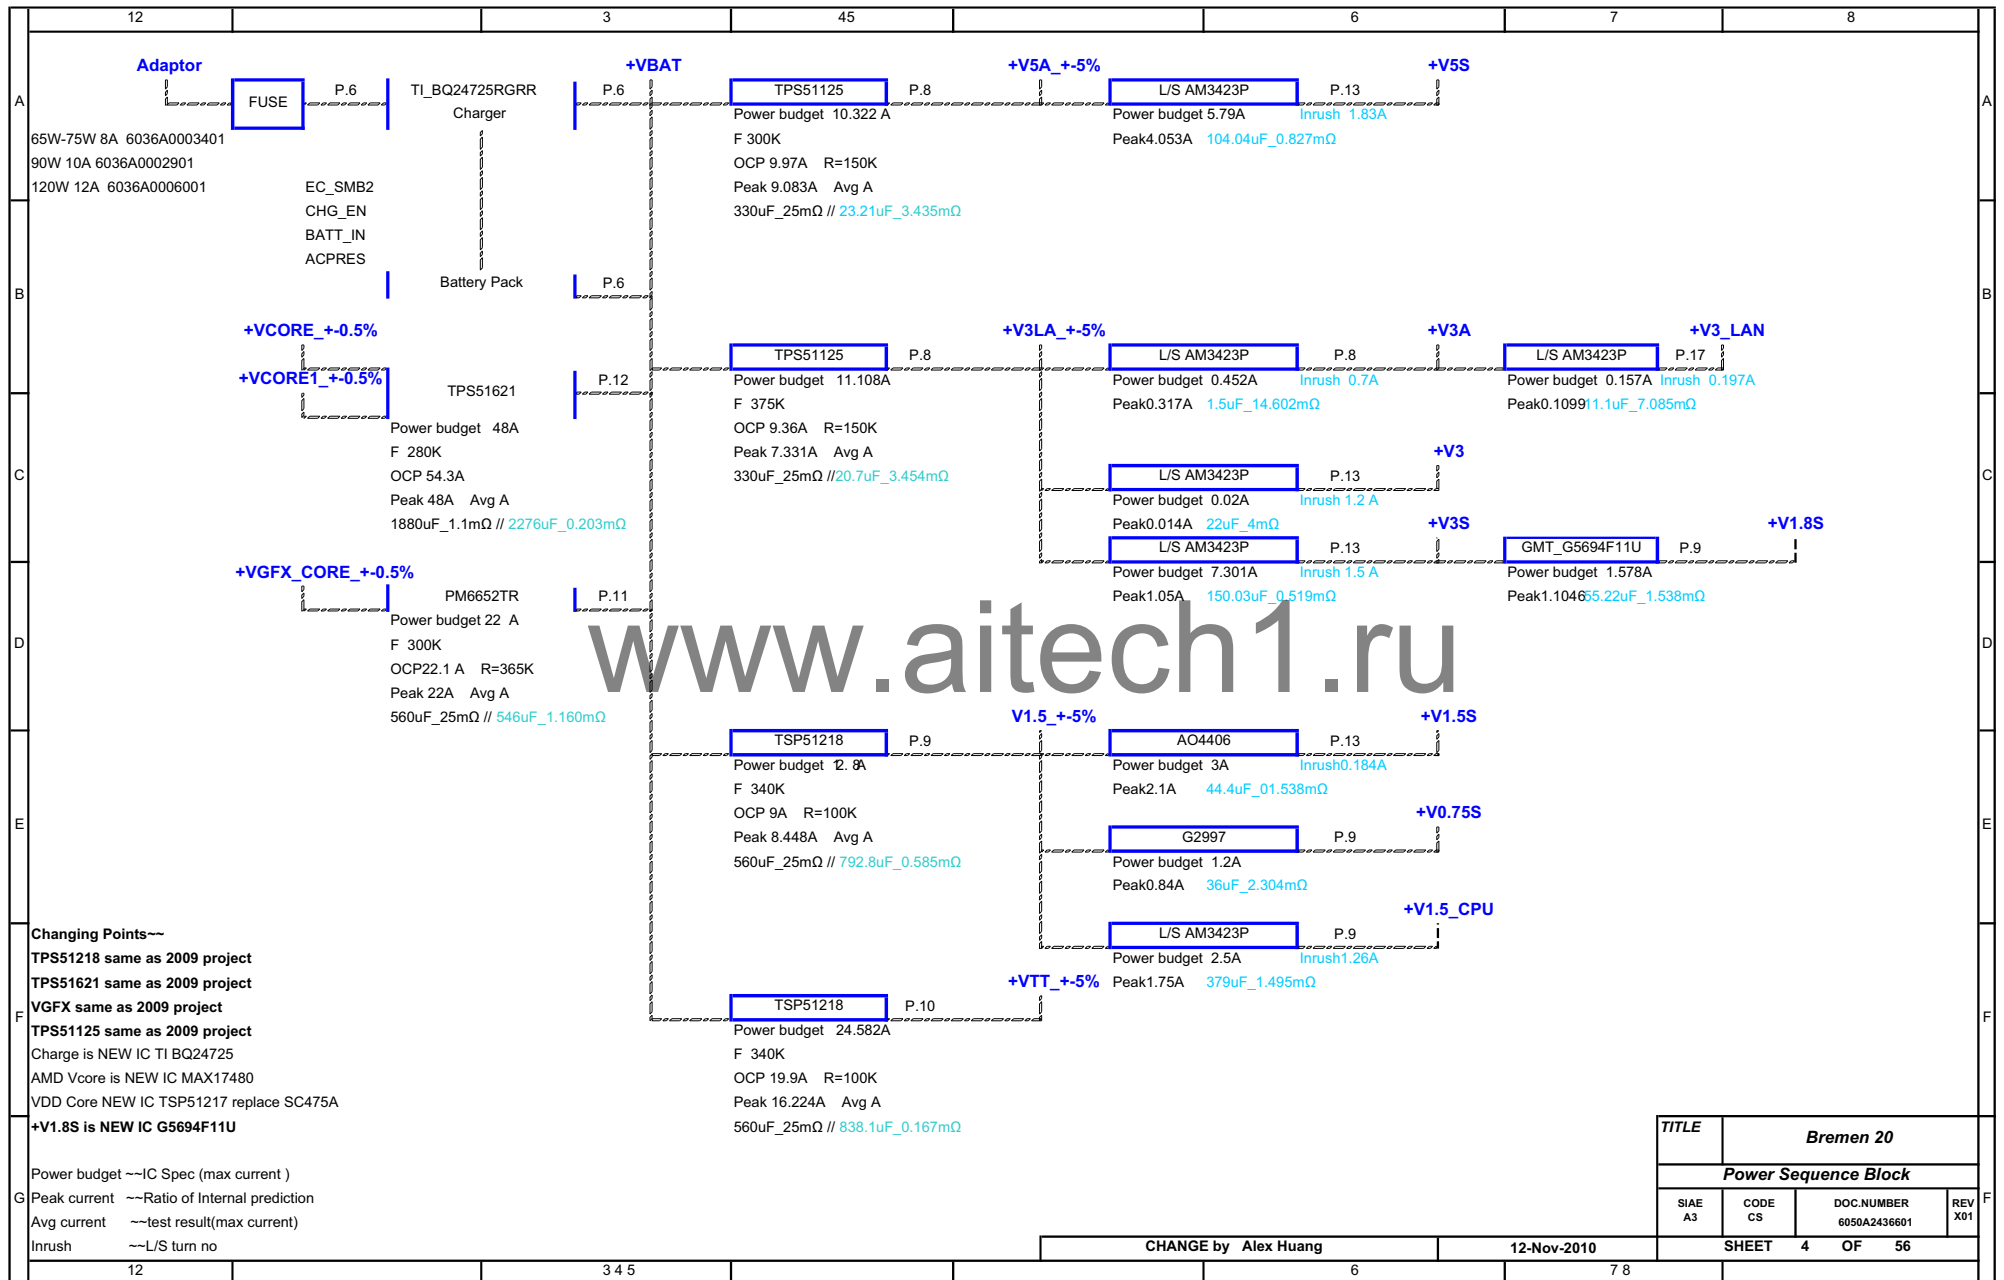 12 3 45 6 7 8
Adaptor
+VBAT
+V5A_+-5%
+V5S
A
FUSE
P.6
TI_BQ24725RGRR
Charger
P.6
TPS51125
P.8
L/S AM3423P
P.13
A
Power budget 10.322 A
F 300K
OCP 9.97A R=150K
Peak 9.083A Avg A
330uF_25mΩ // 23.21uF_3.435mΩ
Power budget 5.79A
Inrush 1.83A
Peak4.053A 104.04uF_0.827mΩ
65W-75W 8A 6036A0003401
90W 10A 6036A0002901
120W 12A 6036A0006001
EC_SMB2
CHG_EN
BATT_IN
ACPRES
B
Battery Pack
P.6
B
+VCORE_+-0.5%
+VCORE1_+-0.5%
TPS51621
P.12
Power budget 48A
F 280K
OCP 54.3A
Peak 48A Avg A
1880uF_1.1mΩ // 2276uF_0.203mΩ
+V3LA_+-5%
+V3A
+V3_LAN
TPS51125
P.8
Power budget 11.108A
F 375K
OCP 9.36A R=150K
Peak 7.331A Avg A
330uF_25mΩ //20.7uF_3.454mΩ
L/S AM3423P
P.8
Power budget 0.452A
Inrush 0.7A
Peak0.317A 1.5uF_14.602mΩ
L/S AM3423P
P.17
Power budget 0.157A
Inrush 0.197A
Peak0.1099 11.1uF_7.085mΩ
C
+V3
C
L/S AM3423P
P.13
Power budget 0.02A
Inrush 1.2 A
Peak0.014A 22uF_4mΩ
+V3S
+V1.8S
L/S AM3423P
P.13
Power budget 7.301A
Inrush 1.5 A
Peak1.05A 150.03uF_0.519mΩ
GMT_G5694F11U
P.9
Power budget 1.578A
Peak1.1046 55.22uF_1.538mΩ
+VGFX_CORE_+-0.5%
PM6652TR
P.11
Power budget 22 A
F 300K
OCP22.1 A R=365K
Peak 22A Avg A
560uF_25mΩ // 546uF_1.160mΩ
D
www.aitech1.ru
D
V1.5_+-5%
+V1.5S
TSP51218
P.9
Power budget 12. 8A
F 340K
OCP 9A R=100K
Peak 8.448A Avg A
560uF_25mΩ // 792.8uF_0.585mΩ
AO4406
P.13
Power budget 3A
Inrush0.184A
Peak2.1A 44.4uF_01.538mΩ
E
+V0.75S
E
G2997
P.9
Power budget 1.2A
Peak0.84A 36uF_2.304mΩ
+V1.5_CPU
L/S AM3423P
P.9
Power budget 2.5A
Inrush1.26A
Peak1.75A 379uF_1.495mΩ
+VTT_+-5%
TSP51218
P.10
Power budget 24.582A
F 340K
OCP 19.9A R=100K
Peak 16.224A Avg A
560uF_25mΩ // 838.1uF_0.167mΩ
Changing Points~~
TPS51218 same as 2009 project
TPS51621 same as 2009 project
VGFX same as 2009 project
F
F
TPS51125 same as 2009 project
Charge is NEW IC TI BQ24725
AMD Vcore is NEW IC MAX17480
VDD Core NEW IC TSP51217 replace SC475A
+V1.8S is NEW IC G5694F11U
Power budget ~~IC Spec (max current )
G
Peak current ~~Ratio of Internal prediction
Avg current ~~test result(max current)
Inrush ~~L/S turn no
F
TITLE
Bremen 20
Power Sequence Block
SIAE
A3
CODE
CS
DOC.NUMBER
6050A2436601
REV
X01
CHANGE by Alex Huang
12-Nov-2010
SHEET 4 OF 56
12 3 4 5 6 7 8